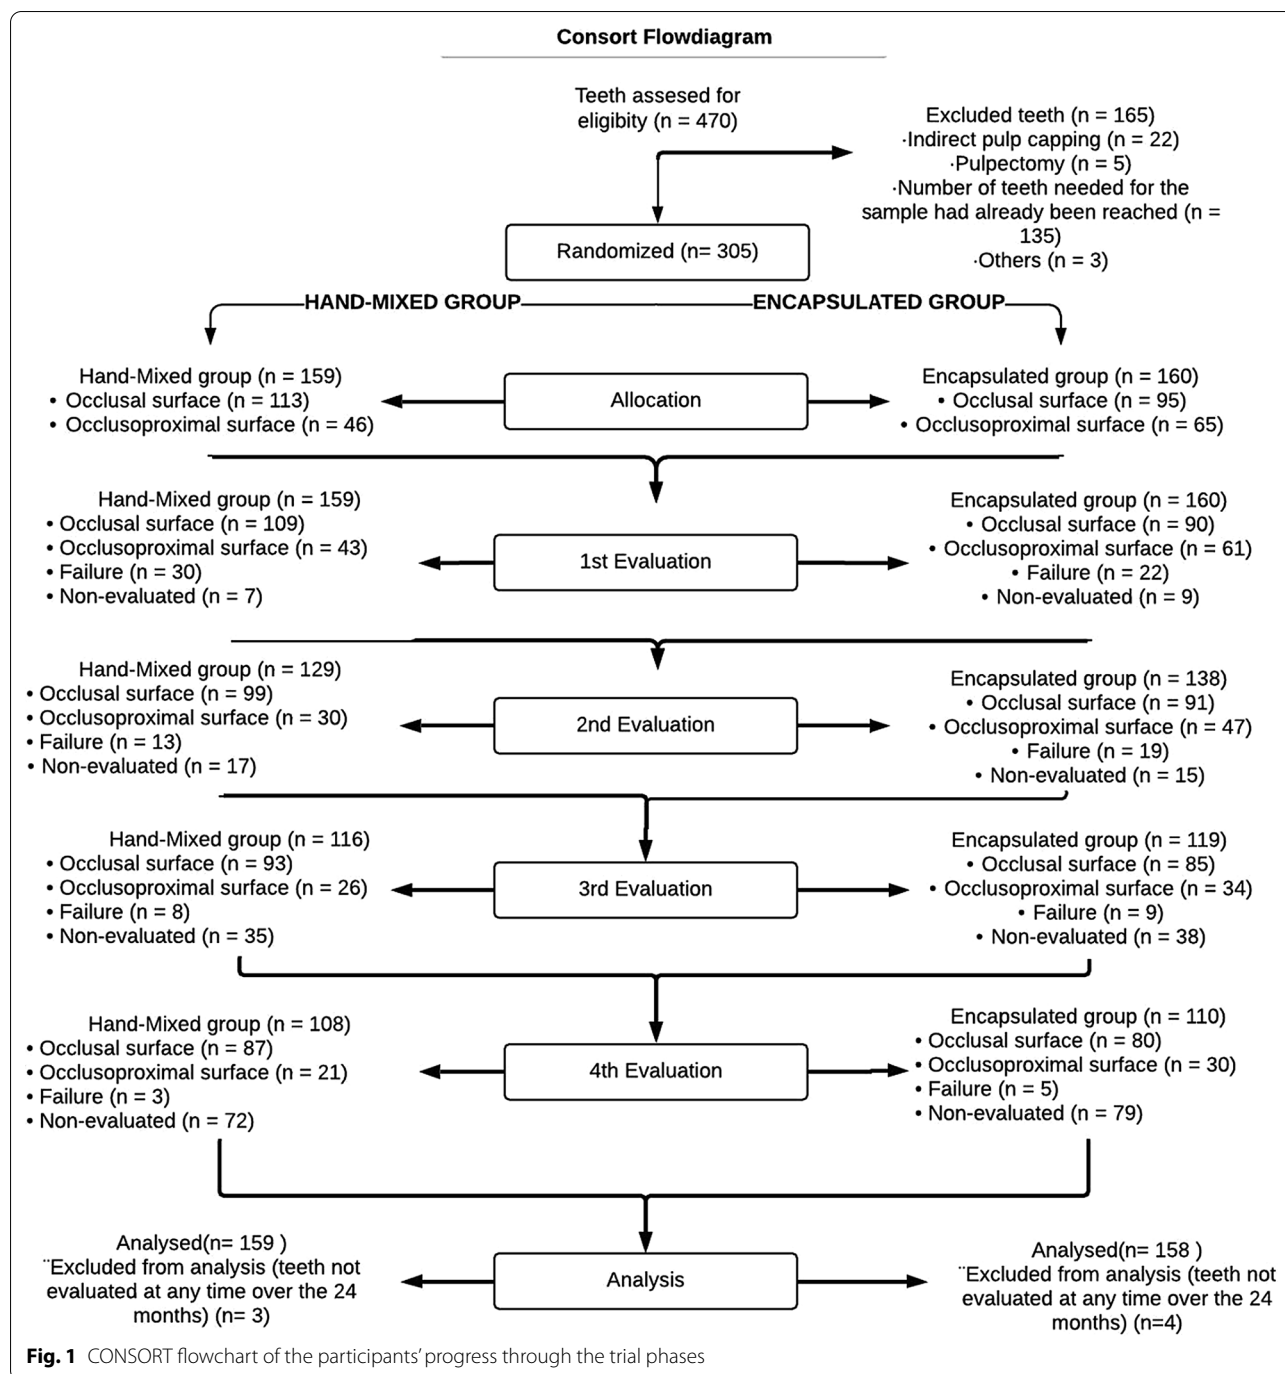 Consort Flowdiagram
Teeth assesed for
eligibity (n = 470)
Excluded teeth (n = 165)
·Indirect pulp capping (n = 22)
·Pulpectomy (n = 5)
·Number of teeth needed for the
sample had already been reached (n =
135)
·Others (n = 3)
Randomized (n= 305)
HAND-MIXED GROUP
ENCAPSULATED GROUP
Hand-Mixed group (n = 159)
• Occlusal surface (n = 113)
• Occlusoproximal surface (n = 46)
Allocation
Encapsulated group (n = 160)
• Occlusal surface (n = 95)
• Occlusoproximal surface (n = 65)
Hand-Mixed group (n = 159)
• Occlusal surface (n = 109)
• Occlusoproximal surface (n = 43)
• Failure (n = 30)
• Non-evaluated (n = 7)
1st Evaluation
Encapsulated group (n = 160)
• Occlusal surface (n = 90)
• Occlusoproximal surface (n = 61)
• Failure (n = 22)
• Non-evaluated (n = 9)
Hand-Mixed group (n = 129)
• Occlusal surface (n = 99)
• Occlusoproximal surface (n = 30)
• Failure (n = 13)
• Non-evaluated (n = 17)
2nd Evaluation
Encapsulated group (n = 138)
• Occlusal surface (n = 91)
• Occlusoproximal surface (n = 47)
• Failure (n = 19)
• Non-evaluated (n = 15)
Hand-Mixed group (n = 116)
• Occlusal surface (n = 93)
• Occlusoproximal surface (n = 26)
• Failure (n = 8)
• Non-evaluated (n = 35)
3rd Evaluation
Encapsulated group (n = 119)
• Occlusal surface (n = 85)
• Occlusoproximal surface (n = 34)
• Failure (n = 9)
• Non-evaluated (n = 38)
Hand-Mixed group (n = 108)
• Occlusal surface (n = 87)
• Occlusoproximal surface (n = 21)
• Failure (n = 3)
• Non-evaluated (n = 72)
4th Evaluation
Encapsulated group (n = 110)
• Occlusal surface (n = 80)
• Occlusoproximal surface (n = 30)
• Failure (n = 5)
• Non-evaluated (n = 79)
Analysed(n= 159 )
¨Excluded from analysis (teeth not
evaluated at any time over the 24
months) (n= 3)
Analysis
Analysed(n= 158 )
¨Excluded from analysis (teeth not
evaluated at any time over the 24
months) (n=4)
Fig. 1 CONSORT flowchart of the participants' progress through the trial phases